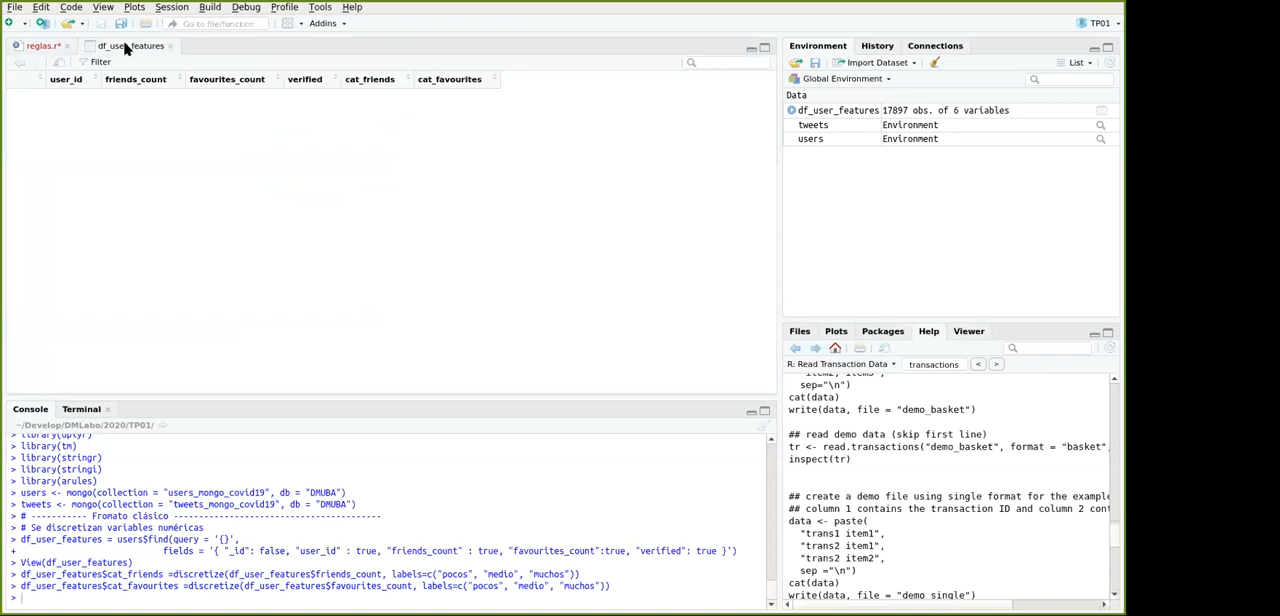 File Edit Code View Plots Session Build Debug Profile Tools Help
Go to file/function Addins TP01
reglas.r* df_user_features
Filter
user_id friends_count favourites_count verified cat_friends cat_favourites
Environment History Connections
Import Dataset List
Global Environment
Data
df_user_features 17897 obs. of 6 variables
tweets Environment
users Environment
Files Plots Packages Help Viewer
R: Read Transaction Data transactions < >
sep="\n")
cat(data)
write(data, file = "demo_basket")
## read demo data (skip first line)
tr <- read.transactions("demo_basket", format = "basket",
inspect(tr)
## create a demo file using single format for the example
## column 1 contains the transaction ID and column 2 cont
data <- paste(
"trans1 item1",
"trans2 item1",
"trans2 item2",
sep ="\n")
cat(data)
write(data, file = "demo_single")
Console Terminal
~/Develop/DMLabo/2020/TP01/
> library(dplyr)
> library(tm)
> library(stringr)
> library(stringi)
> library(arules)
> users <- mongo(collection = "users_mongo_covid19", db = "DMUBA")
> tweets <- mongo(collection = "tweets_mongo_covid19", db = "DMUBA")
> # ----------- Fromato clásico ---------------------------------------
> # Se discretizan variables numéricas
> df_user_features = users$find(query = '{}',
+ fields = '{ "_id": false, "user_id" : true, "friends_count" : true, "favourites_count":true, "verified": true }')
> View(df_user_features)
> df_user_features$cat_friends =discretize(df_user_features$friends_count, labels=c("pocos", "medio", "muchos"))
> df_user_features$cat_favourites =discretize(df_user_features$favourites_count, labels=c("pocos", "medio", "muchos"))
>